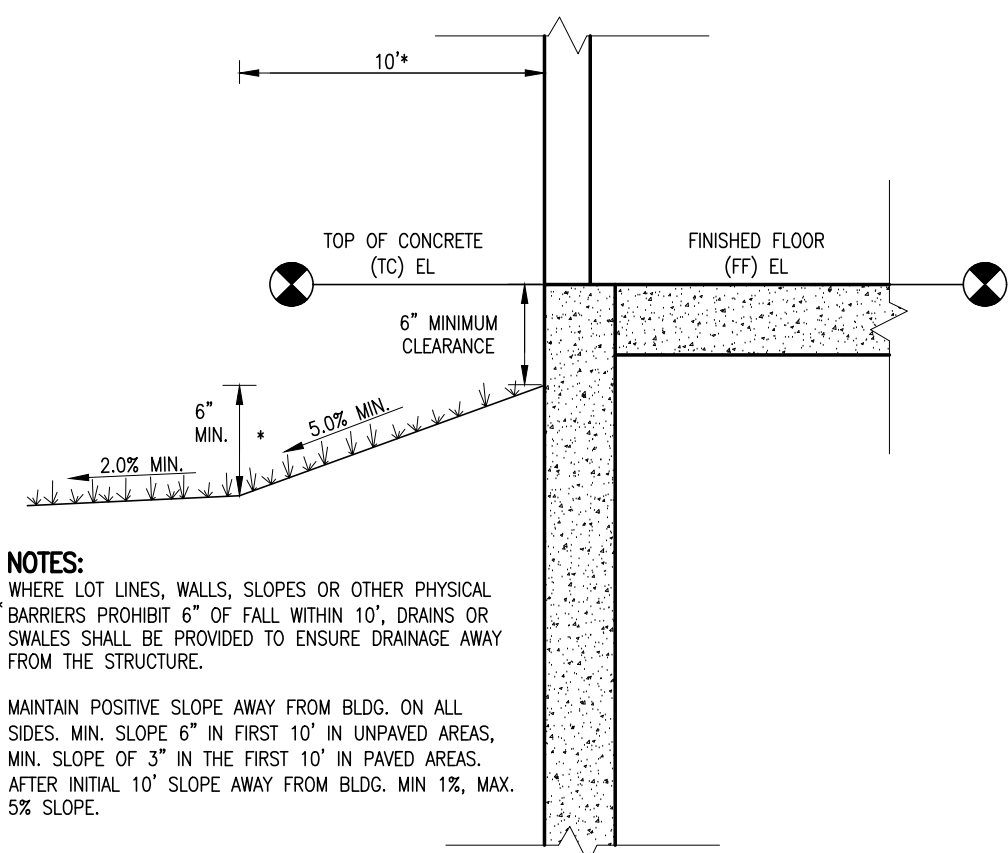 10'*
TOP OF CONCRETE
(TC) EL
FINISHED FLOOR
(FF) EL
6" MINIMUM
CLEARANCE
6"
MIN.
*
5.0% MIN.
2.0% MIN.
NOTES:
WHERE LOT LINES, WALLS, SLOPES OR OTHER PHYSICAL
* BARRIERS PROHIBIT 6" OF FALL WITHIN 10', DRAINS OR
SWALES SHALL BE PROVIDED TO ENSURE DRAINAGE AWAY
FROM THE STRUCTURE.
MAINTAIN POSITIVE SLOPE AWAY FROM BLDG. ON ALL
SIDES. MIN. SLOPE 6" IN FIRST 10' IN UNPAVED AREAS,
MIN. SLOPE OF 3" IN THE FIRST 10' IN PAVED AREAS.
AFTER INITIAL 10' SLOPE AWAY FROM BLDG. MIN 1%, MAX.
5% SLOPE.